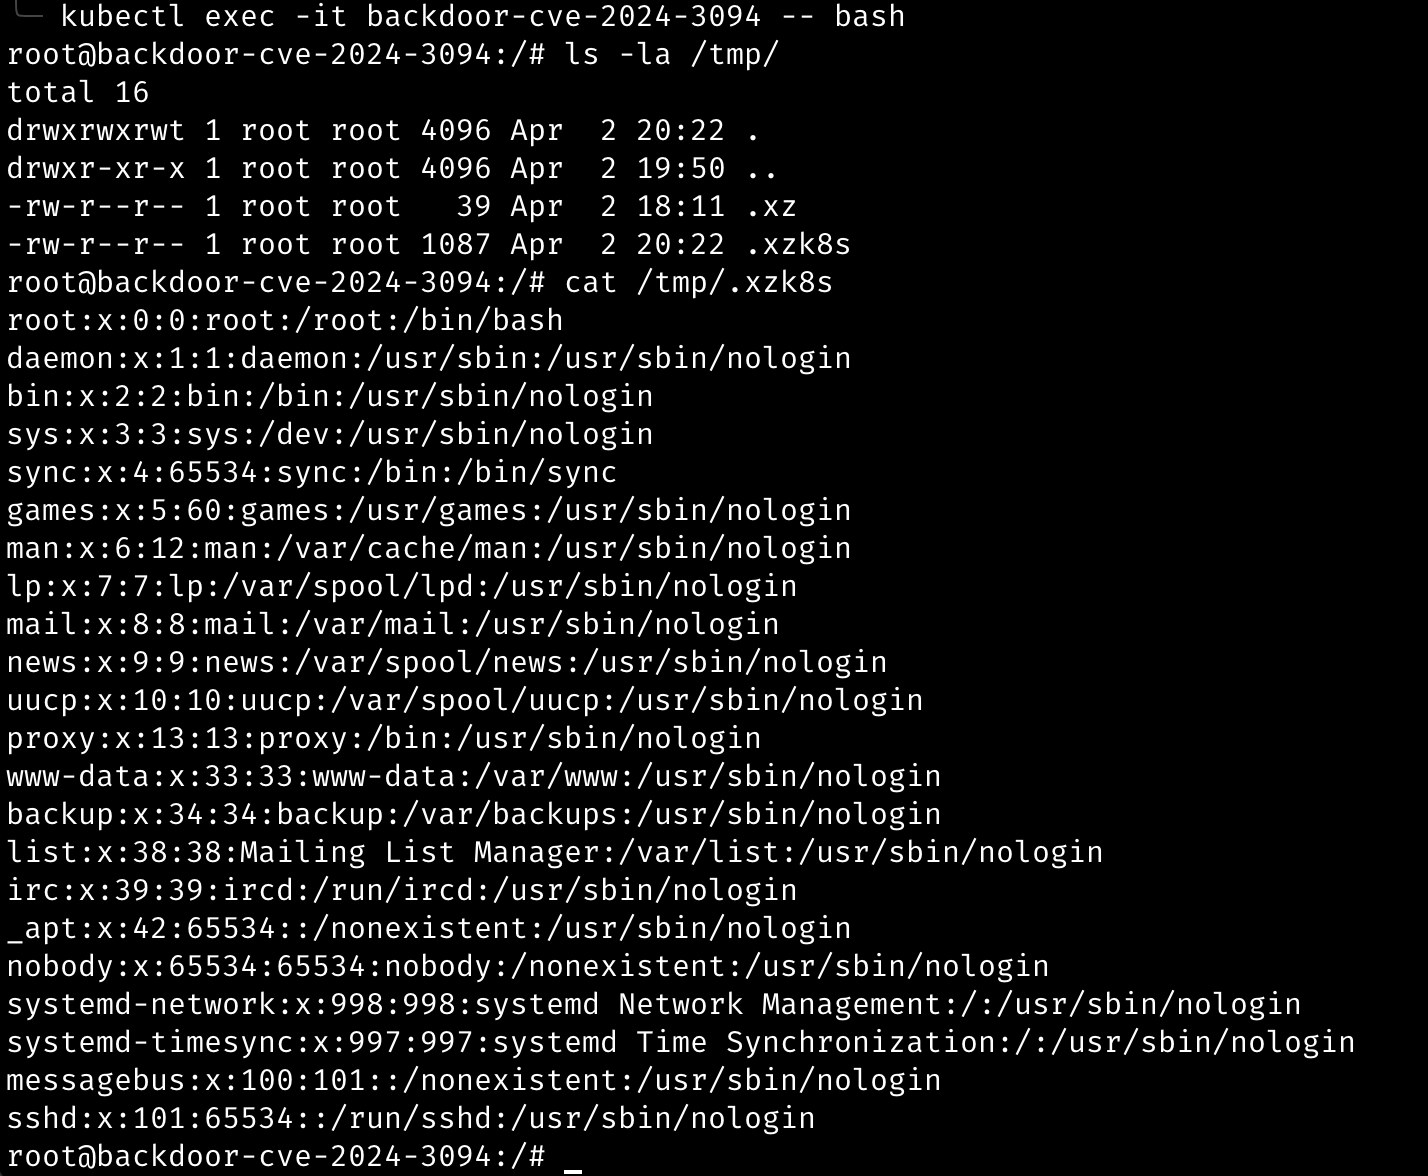 kubectl exec -it backdoor-cve-2024-3094 -- bash
root@backdoor-cve-2024-3094:/# ls -la /tmp/
total 16
drwxrwxrwt 1 root root 4096 Apr  2 20:22 .
drwxr-xr-x 1 root root 4096 Apr  2 19:50 ..
-rw-r--r-- 1 root root   39 Apr  2 18:11 .xz
-rw-r--r-- 1 root root 1087 Apr  2 20:22 .xzk8s
root@backdoor-cve-2024-3094:/# cat /tmp/.xzk8s
root:x:0:0:root:/root:/bin/bash
daemon:x:1:1:daemon:/usr/sbin:/usr/sbin/nologin
bin:x:2:2:bin:/bin:/usr/sbin/nologin
sys:x:3:3:sys:/dev:/usr/sbin/nologin
sync:x:4:65534:sync:/bin:/bin/sync
games:x:5:60:games:/usr/games:/usr/sbin/nologin
man:x:6:12:man:/var/cache/man:/usr/sbin/nologin
lp:x:7:7:lp:/var/spool/lpd:/usr/sbin/nologin
mail:x:8:8:mail:/var/mail:/usr/sbin/nologin
news:x:9:9:news:/var/spool/news:/usr/sbin/nologin
uucp:x:10:10:uucp:/var/spool/uucp:/usr/sbin/nologin
proxy:x:13:13:proxy:/bin:/usr/sbin/nologin
www-data:x:33:33:www-data:/var/www:/usr/sbin/nologin
backup:x:34:34:backup:/var/backups:/usr/sbin/nologin
list:x:38:38:Mailing List Manager:/var/list:/usr/sbin/nologin
irc:x:39:39:ircd:/run/ircd:/usr/sbin/nologin
_apt:x:42:65534::/nonexistent:/usr/sbin/nologin
nobody:x:65534:65534:nobody:/nonexistent:/usr/sbin/nologin
systemd-network:x:998:998:systemd Network Management:/:/usr/sbin/nologin
systemd-timesync:x:997:997:systemd Time Synchronization:/:/usr/sbin/nologin
messagebus:x:100:101::/nonexistent:/usr/sbin/nologin
sshd:x:101:65534::/run/sshd:/usr/sbin/nologin
root@backdoor-cve-2024-3094:/#